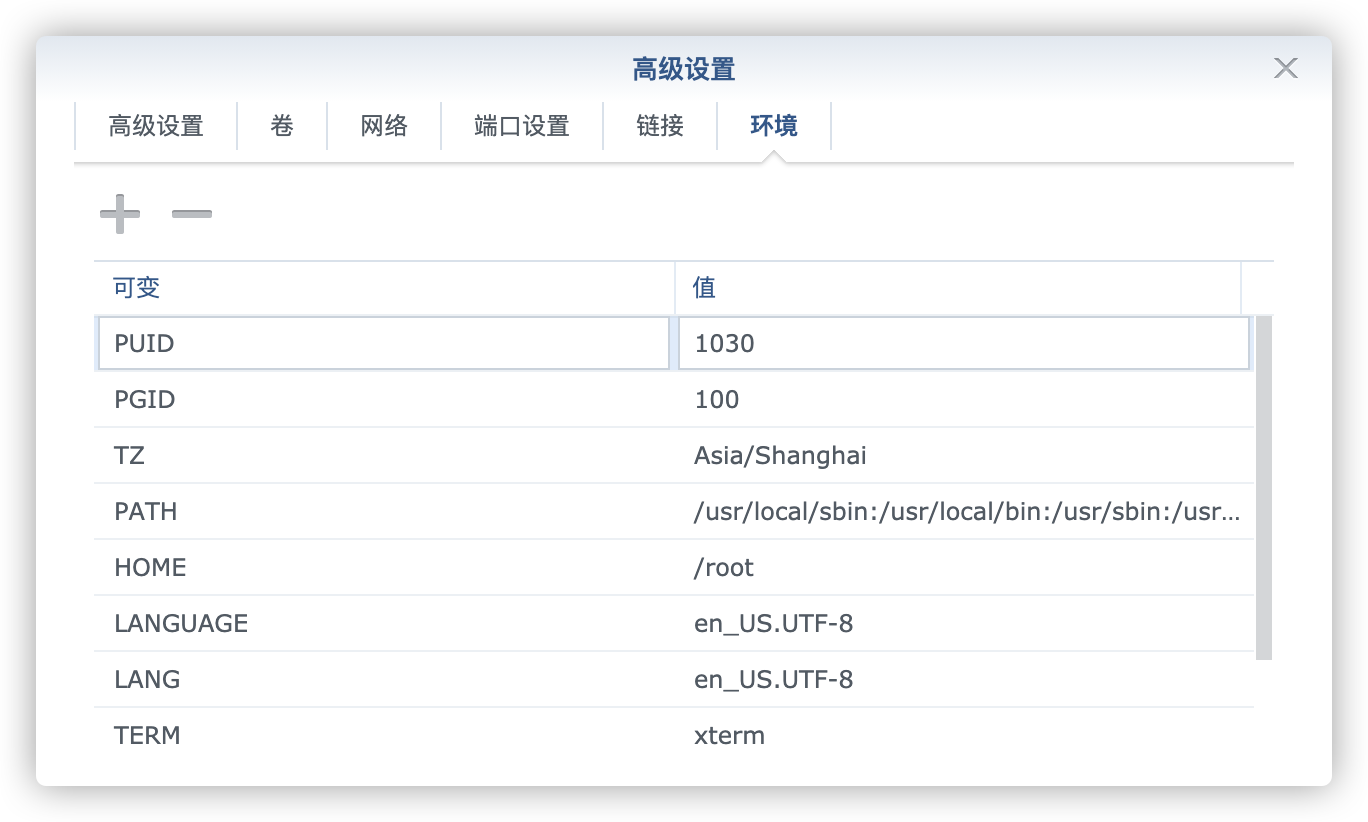 高级设置
高级设置 卷 网络 端口设置 链接 环境
可变 值
PUID 1030
PGID 100
TZ Asia/Shanghai
PATH /usr/local/sbin:/usr/local/bin:/usr/sbin:/usr...
HOME /root
LANGUAGE en_US.UTF-8
LANG en_US.UTF-8
TERM xterm